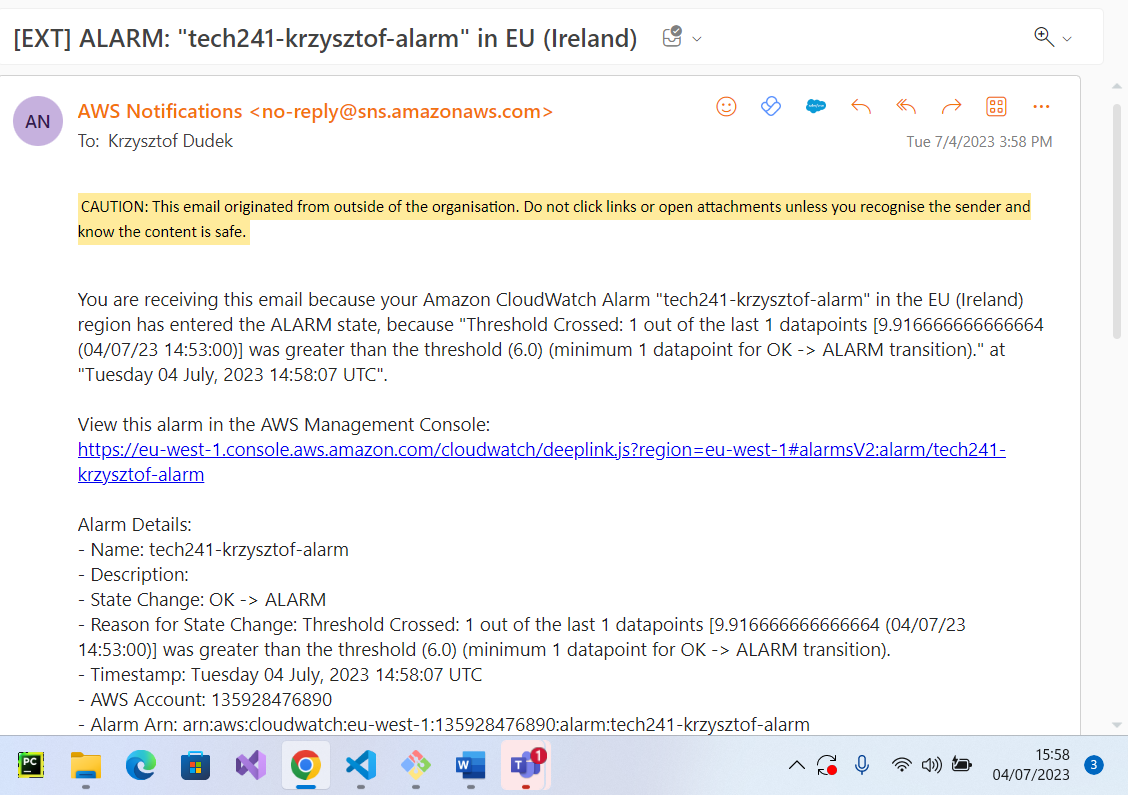 [EXT] ALARM: "tech241-krzysztof-alarm" in EU (Ireland)
AN
AWS Notifications <no-reply@sns.amazonaws.com>
To: Krzysztof Dudek
Tue 7/4/2023 3:58 PM
CAUTION: This email originated from outside of the organisation. Do not click links or open attachments unless you recognise the sender and
know the content is safe.
You are receiving this email because your Amazon CloudWatch Alarm "tech241-krzysztof-alarm" in the EU (Ireland)
region has entered the ALARM state, because "Threshold Crossed: 1 out of the last 1 datapoints [9.916666666666664
(04/07/23 14:53:00)] was greater than the threshold (6.0) (minimum 1 datapoint for OK -> ALARM transition)." at
"Tuesday 04 July, 2023 14:58:07 UTC".
View this alarm in the AWS Management Console:
https://eu-west-1.console.aws.amazon.com/cloudwatch/deeplink.js?region=eu-west-1#alarmsV2:alarm/tech241-
krzysztof-alarm
Alarm Details:
- Name: tech241-krzysztof-alarm
- Description:
- State Change: OK -> ALARM
- Reason for State Change: Threshold Crossed: 1 out of the last 1 datapoints [9.916666666666664 (04/07/23
14:53:00)] was greater than the threshold (6.0) (minimum 1 datapoint for OK -> ALARM transition).
- Timestamp: Tuesday 04 July, 2023 14:58:07 UTC
- AWS Account: 135928476890
- Alarm Arn: arn:aws:cloudwatch:eu-west-1:135928476890:alarm:tech241-krzysztof-alarm
PC
W
T
1
15:58
04/07/2023
3